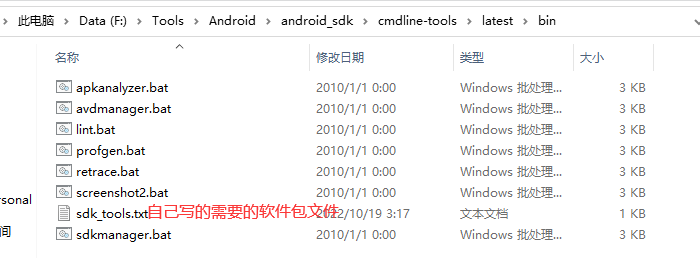 此电脑 > Data (F:) > Tools > Android > android_sdk > cmdline-tools > latest > bin
名称 修改日期 类型 大小
apkanalyzer.bat 2010/1/1 0:00 Windows 批处理... 3 KB
avdmanager.bat 2010/1/1 0:00 Windows 批处理... 3 KB
lint.bat 2010/1/1 0:00 Windows 批处理... 3 KB
profgen.bat 2010/1/1 0:00 Windows 批处理... 3 KB
retrace.bat 2010/1/1 0:00 Windows 批处理... 3 KB
screenshot2.bat 2010/1/1 0:00 Windows 批处理... 3 KB
ersonal
sdk_tools.txt 自己写的需要的软件包文件 2022/10/19 3:17 文本文档 1 KB
间
sdkmanager.bat 2010/1/1 0:00 Windows 批处理... 3 KB